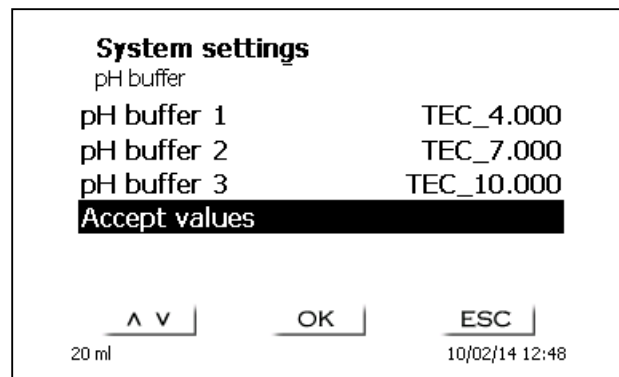 System settings
pH buffer
pH buffer 1 TEC_4.000
pH buffer 2 TEC_7.000
pH buffer 3 TEC_10.000
Accept values
∧ ∨ OK ESC
20 ml 10/02/14 12:48